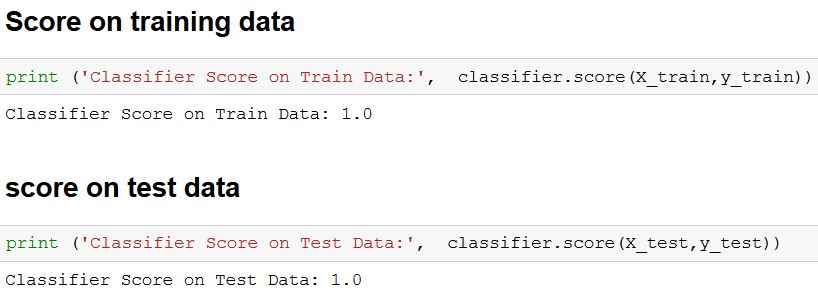 Score on training data
print ('Classifier Score on Train Data:',  classifier.score(X_train,y_train))
Classifier Score on Train Data: 1.0
score on test data
print ('Classifier Score on Test Data:',  classifier.score(X_test,y_test))
Classifier Score on Test Data: 1.0